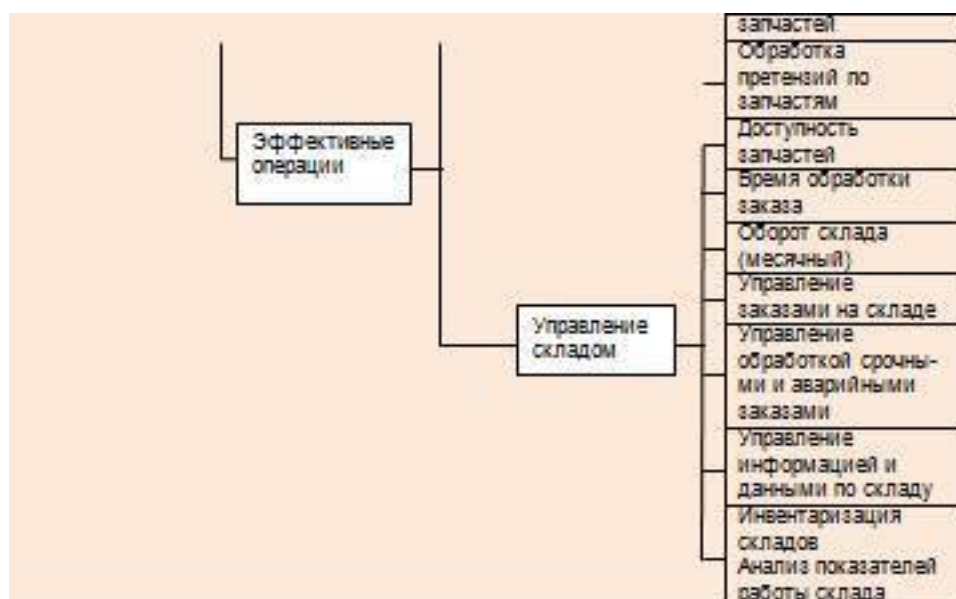 Эффективные
операции
Управление
складом
запчастей
Обработка
претензий по
запчастям
Доступность
запчастей
Время обработки
заказа
Оборот склада
(месячный)
Управление
заказами на складе
Управление
обработкой срочны-
ми и аварийными
заказами
Управление
информацией и
данными по складу
Инвентаризация
складов
Анализ показателей
работы склада